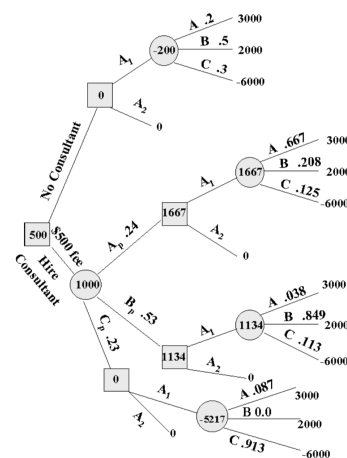 A .2 3000
-200 B .5 2000
A₁ C .3 -6000
0
A₂ 0
No Consultant
A .667 3000
1667 B .208 2000
A₁ C .125 -6000
500 $500 fee Aₚ .24 1667
A₂ 0
Hire Consultant
1000
A .038 3000
Bₚ .53 A₁ 1134 B .849 2000
C .113 -6000
Cₚ .23 1134 A₂ 0
0 A₁ A .087 3000
-5217 B 0.0 2000
A₂ 0 C .913 -6000